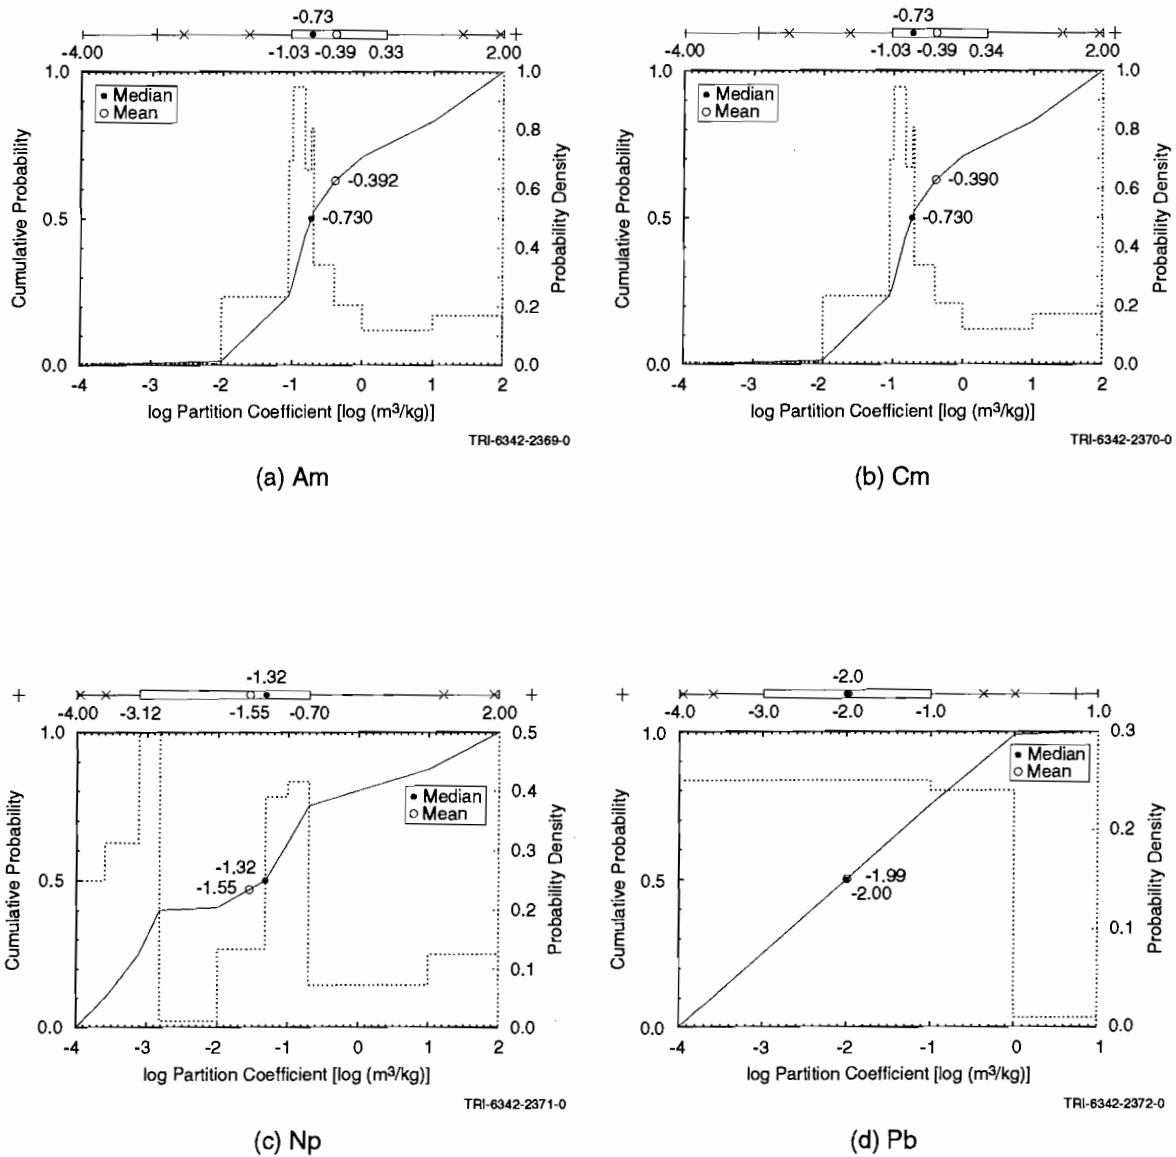 -0.73
-4.00 -1.03 -0.39 0.33 2.00
1.0 1.0
Median
Mean
0.8
-0.392
0.6
0.5 -0.730
0.4
0.2
0.0 0.0
Cumulative Probability
Probability Density
-4 -3 -2 -1 0 1 2
log Partition Coefficient [log (m³/kg)]
TRI-6342-2369-0
(a) Am
-0.73
-4.00 -1.03 -0.39 0.34 2.00
1.0 1.0
Median
Mean
0.8
-0.390
0.6
0.5 -0.730
0.4
0.2
0.0 0.0
Cumulative Probability
Probability Density
-4 -3 -2 -1 0 1 2
log Partition Coefficient [log (m³/kg)]
TRI-6342-2370-0
(b) Cm
-1.32
-4.00 -3.12 -1.55 -0.70 2.00
1.0 0.5
Median
Mean
0.4
0.3
-1.32
-1.55
0.5
0.2
0.1
0.0 0.0
Cumulative Probability
Probability Density
-4 -3 -2 -1 0 1 2
log Partition Coefficient [log (m³/kg)]
TRI-6342-2371-0
(c) Np
-2.0
-4.0 -3.0 -2.0 -1.0 1.0
1.0 0.3
Median
Mean
0.2
-1.99
0.5 -2.00
0.1
0.0 0.0
Cumulative Probability
Probability Density
-4 -3 -2 -1 0 1
log Partition Coefficient [log (m³/kg)]
TRI-6342-2372-0
(d) Pb